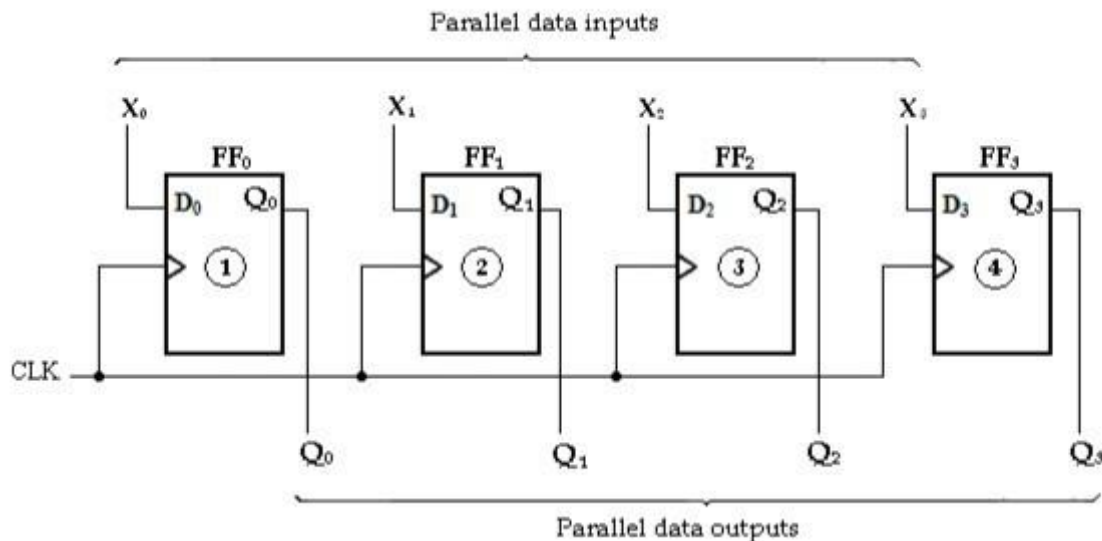 Parallel data inputs
X₀ X₁ X₂ X₃
FF₀ FF₁ FF₂ FF₃
D₀ Q₀ D₁ Q₁ D₂ Q₂ D₃ Q₃
1 2 3 4
CLK
Q₀ Q₁ Q₂ Q₃
Parallel data outputs